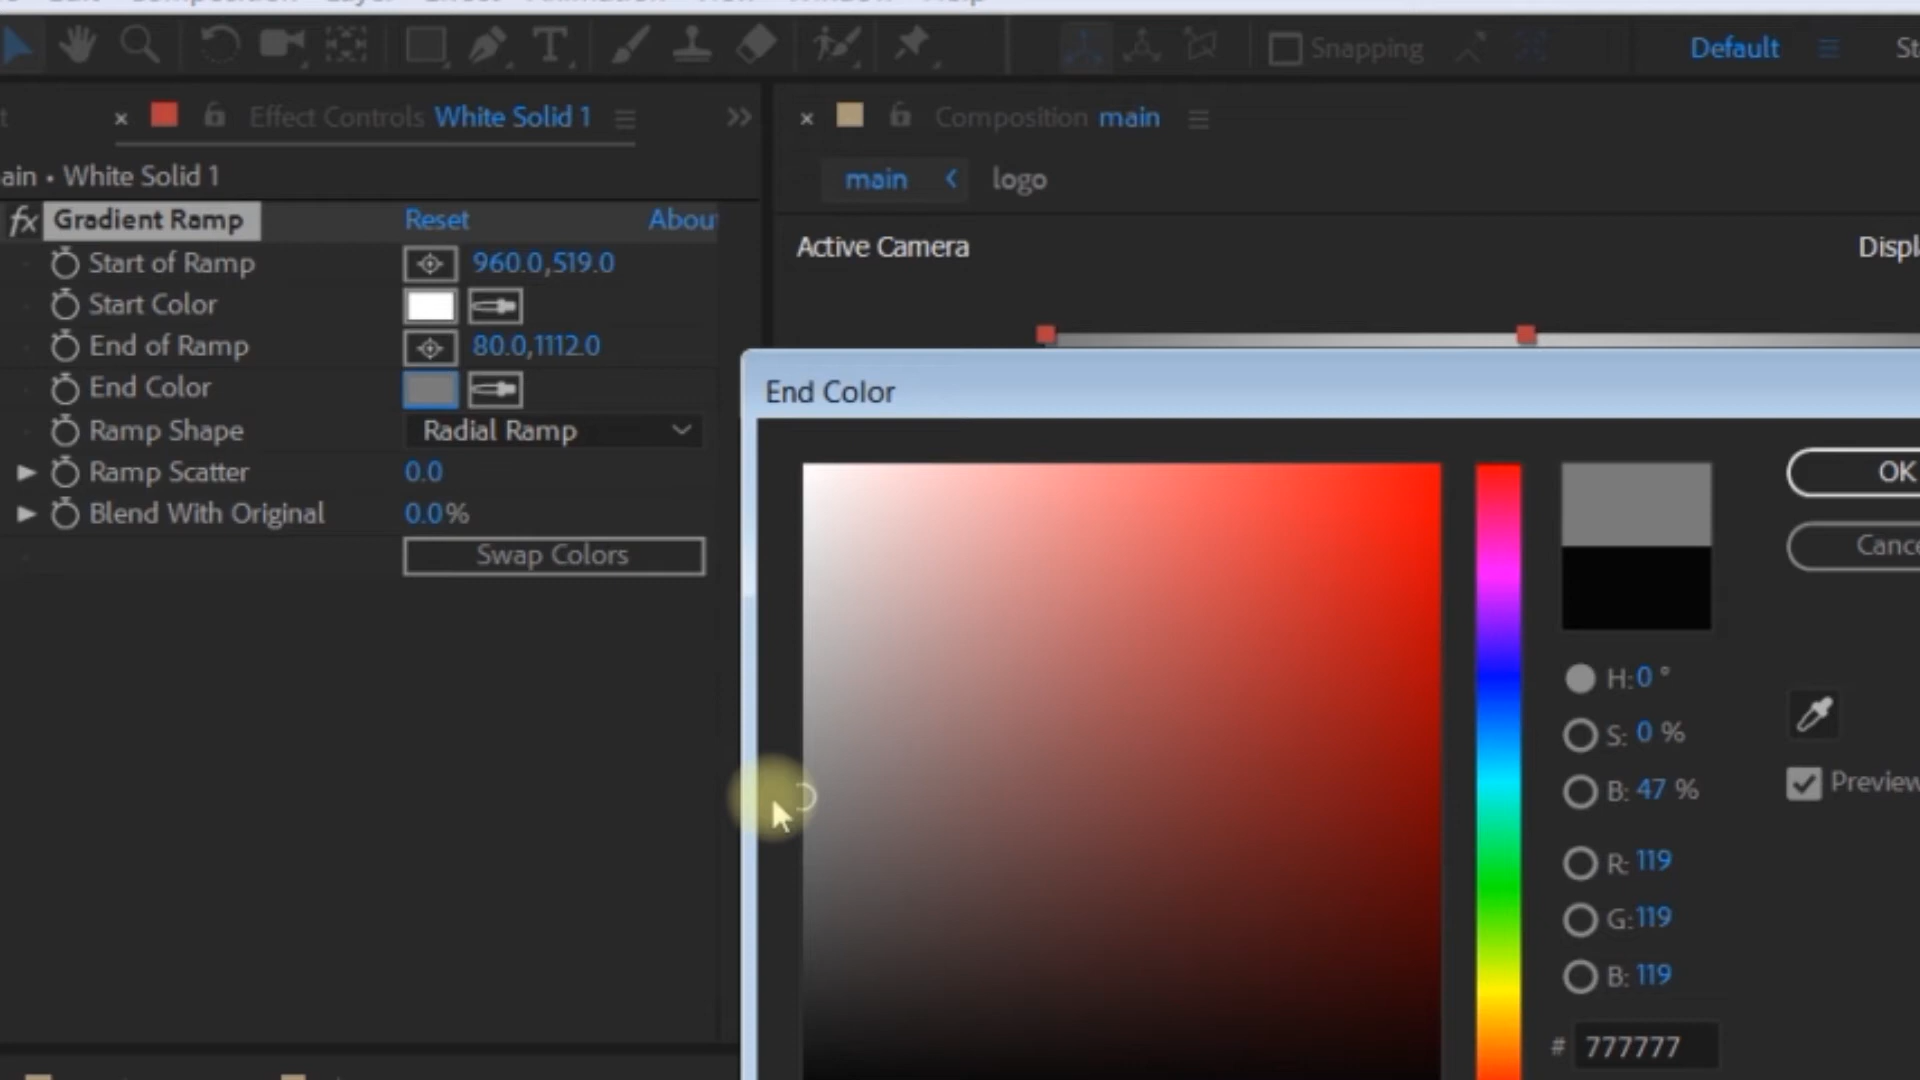 Snapping
Default
Effect Controls White Solid 1
Composition main
ain • White Solid 1
main
logo
fx Gradient Ramp
Reset
Abou
Active Camera
Displ
Start of Ramp 960.0,519.0
Start Color
End of Ramp 80.0,1112.0
End Color
Ramp Shape Radial Ramp
Ramp Scatter 0.0
Blend With Original 0.0%
Swap Colors
End Color
OK
Cance
H: 0 °
S: 0 %
B: 47 %
Preview
R: 119
G: 119
B: 119
# 777777